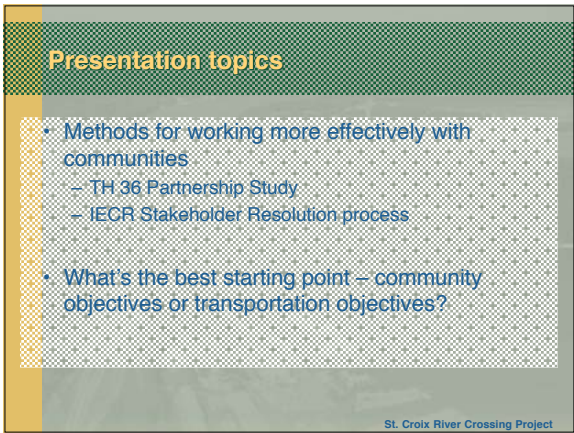 Presentation topics
• Methods for working more effectively with
communities
– TH 36 Partnership Study
– IECR Stakeholder Resolution process
• What's the best starting point – community
objectives or transportation objectives?
St. Croix River Crossing Project